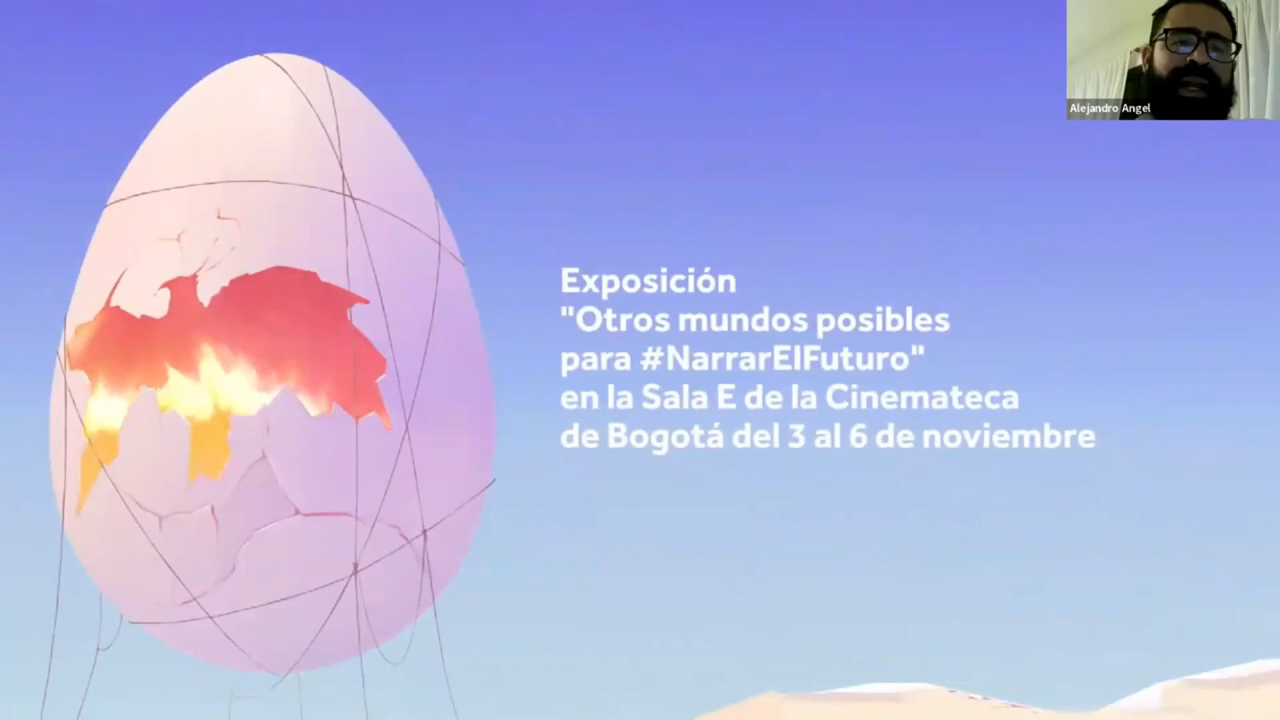 Alejandro Angel
Exposición
"Otros mundos posibles
para #NarrarElFuturo"
en la Sala E de la Cinemateca
de Bogotá del 3 al 6 de noviembre